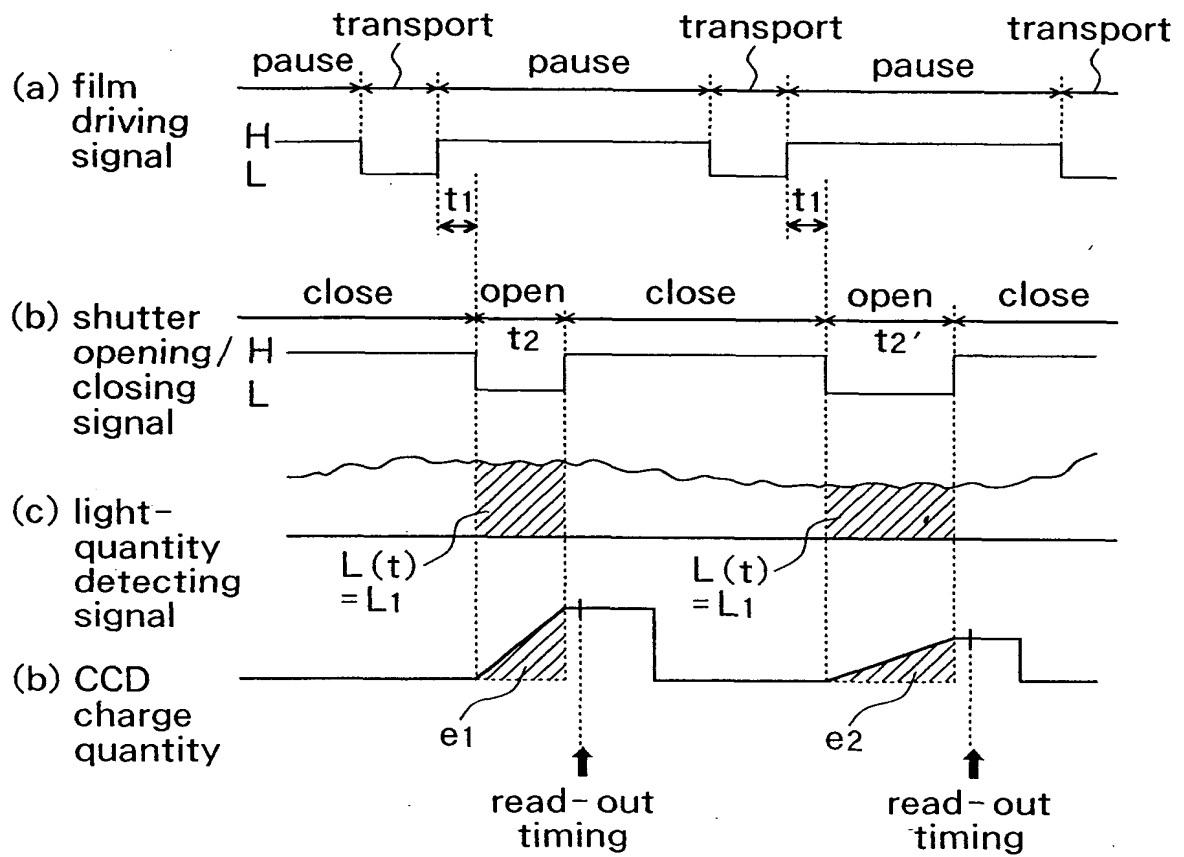 transport
transport
transport
pause
pause
pause
(a) film
driving
signal
H
L
t1
t1
close
open
close
open
close
(b) shutter
opening/
closing
signal
H
L
t2
t2′
(c) light-
quantity
detecting
signal
L(t)
=L1
L(t)
=L1
(b) CCD
charge
quantity
e1
e2
read-out
timing
read-out
timing